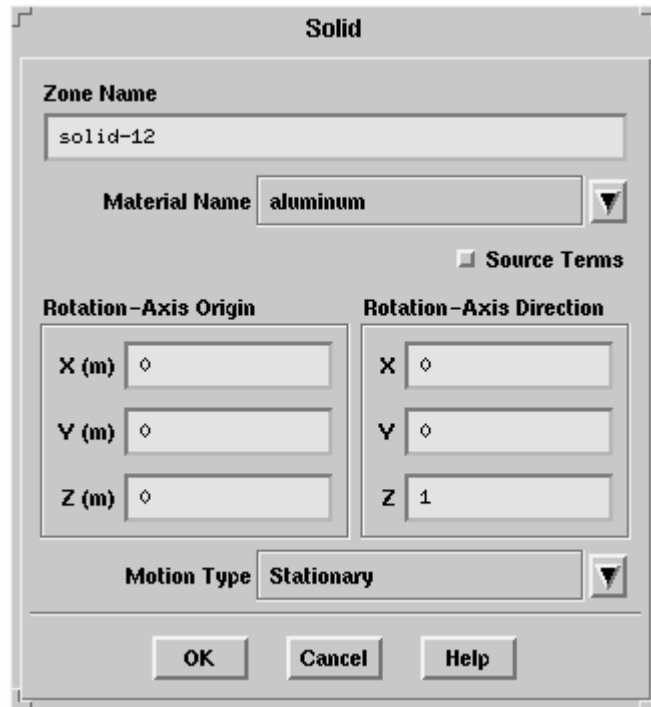 Solid
Zone Name
solid-12
Material Name aluminum
Source Terms
Rotation-Axis Origin Rotation-Axis Direction
X (m) 0 X 0
Y (m) 0 Y 0
Z (m) 0 Z 1
Motion Type Stationary
OK Cancel Help